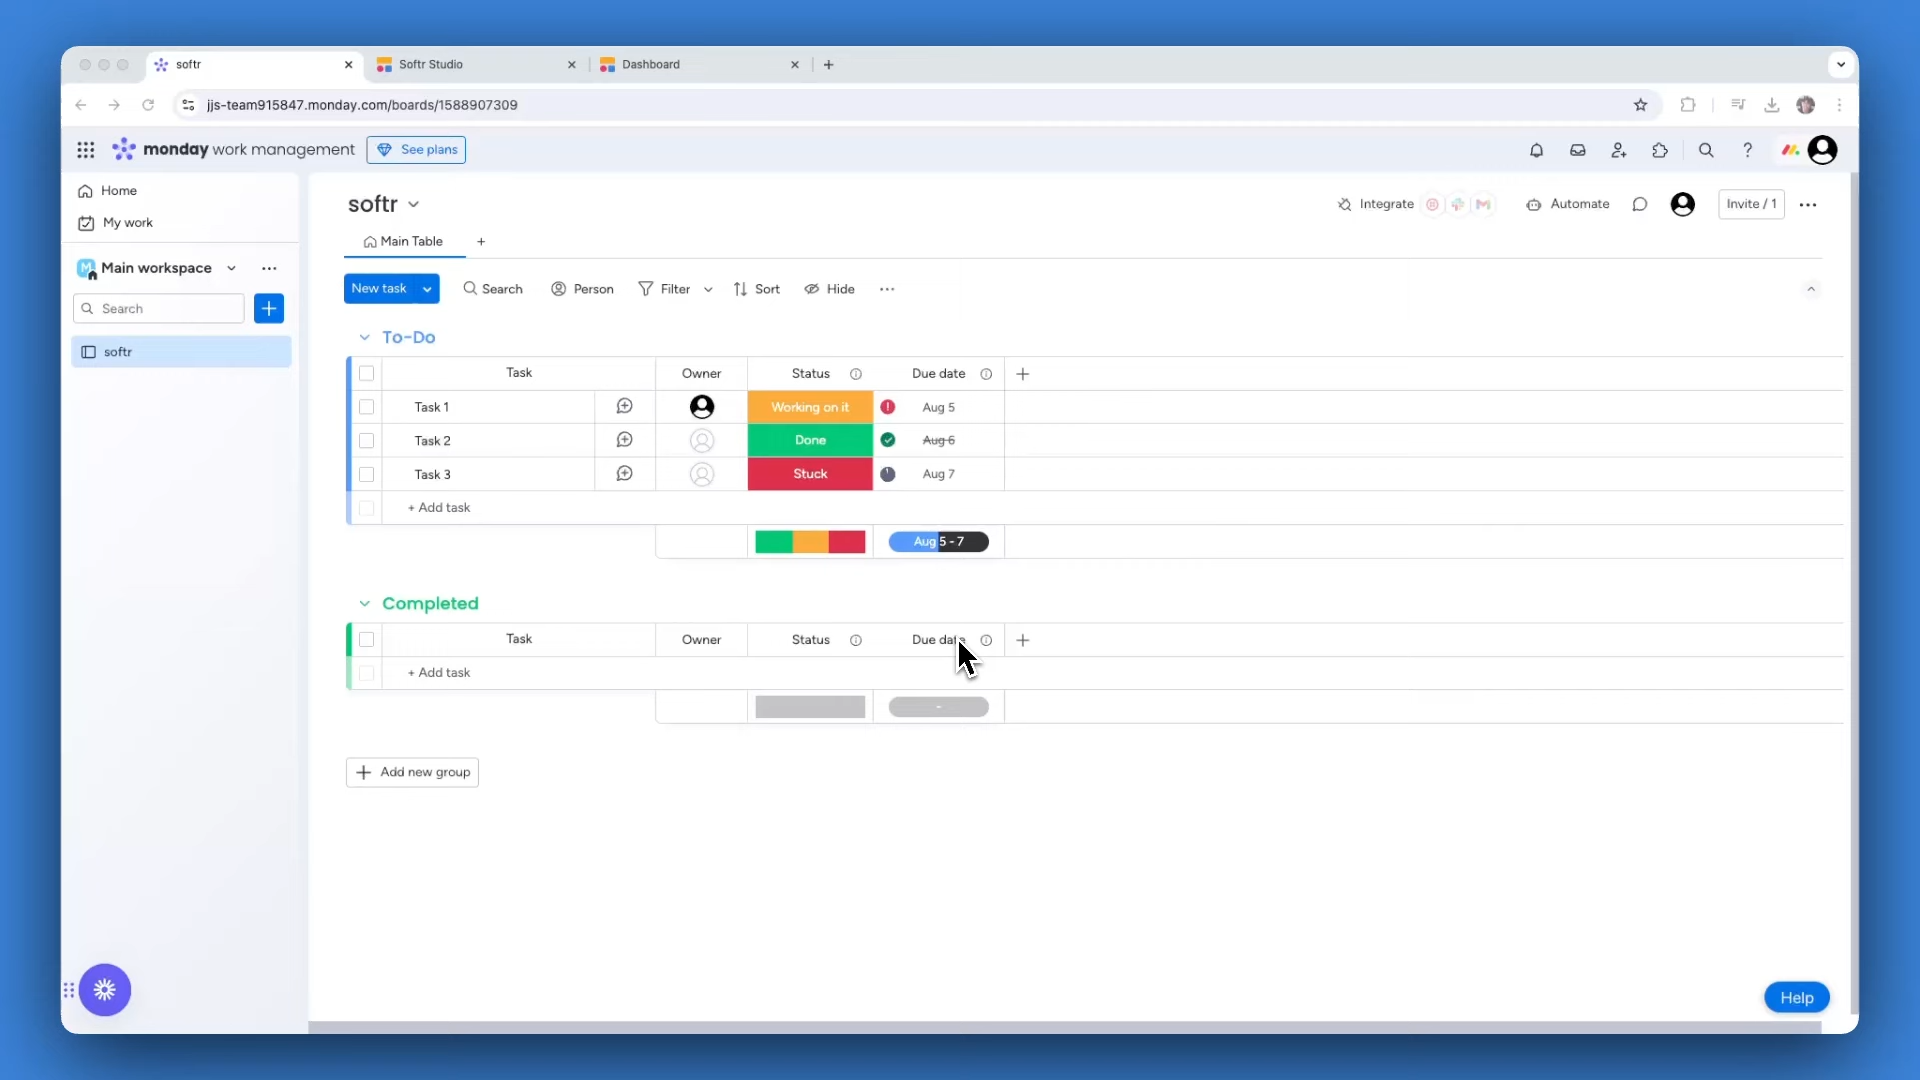 softr
Softr Studio
Dashboard
jjs-team915847.monday.com/boards/1588907309
monday work management
See plans
Home
My work
M
Main workspace
Search
softr
softr
Integrate
Automate
Invite / 1
Main Table
New task
Search
Person
Filter
Sort
Hide
To-Do
Task Owner Status Due date
Task 1 Working on it Aug 5
Task 2 Done Aug 6
Task 3 Stuck Aug 7
+ Add task
Aug 5 - 7
Completed
Task Owner Status Due date
+ Add task
-
Add new group
Help